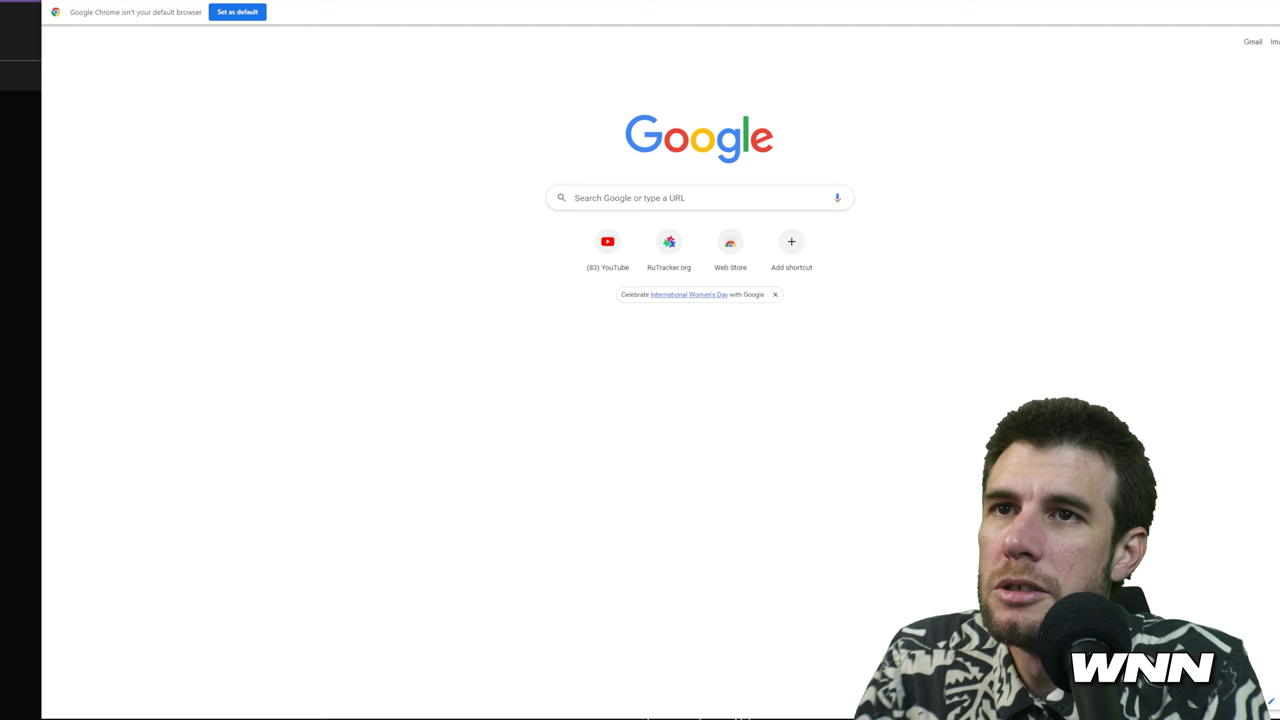 Google Chrome isn't your default browser
Set as default
Gmail
Google
Search Google or type a URL
(83) YouTube
RuTracker.org
Web Store
Add shortcut
Celebrate International Women's Day with Google
WNN